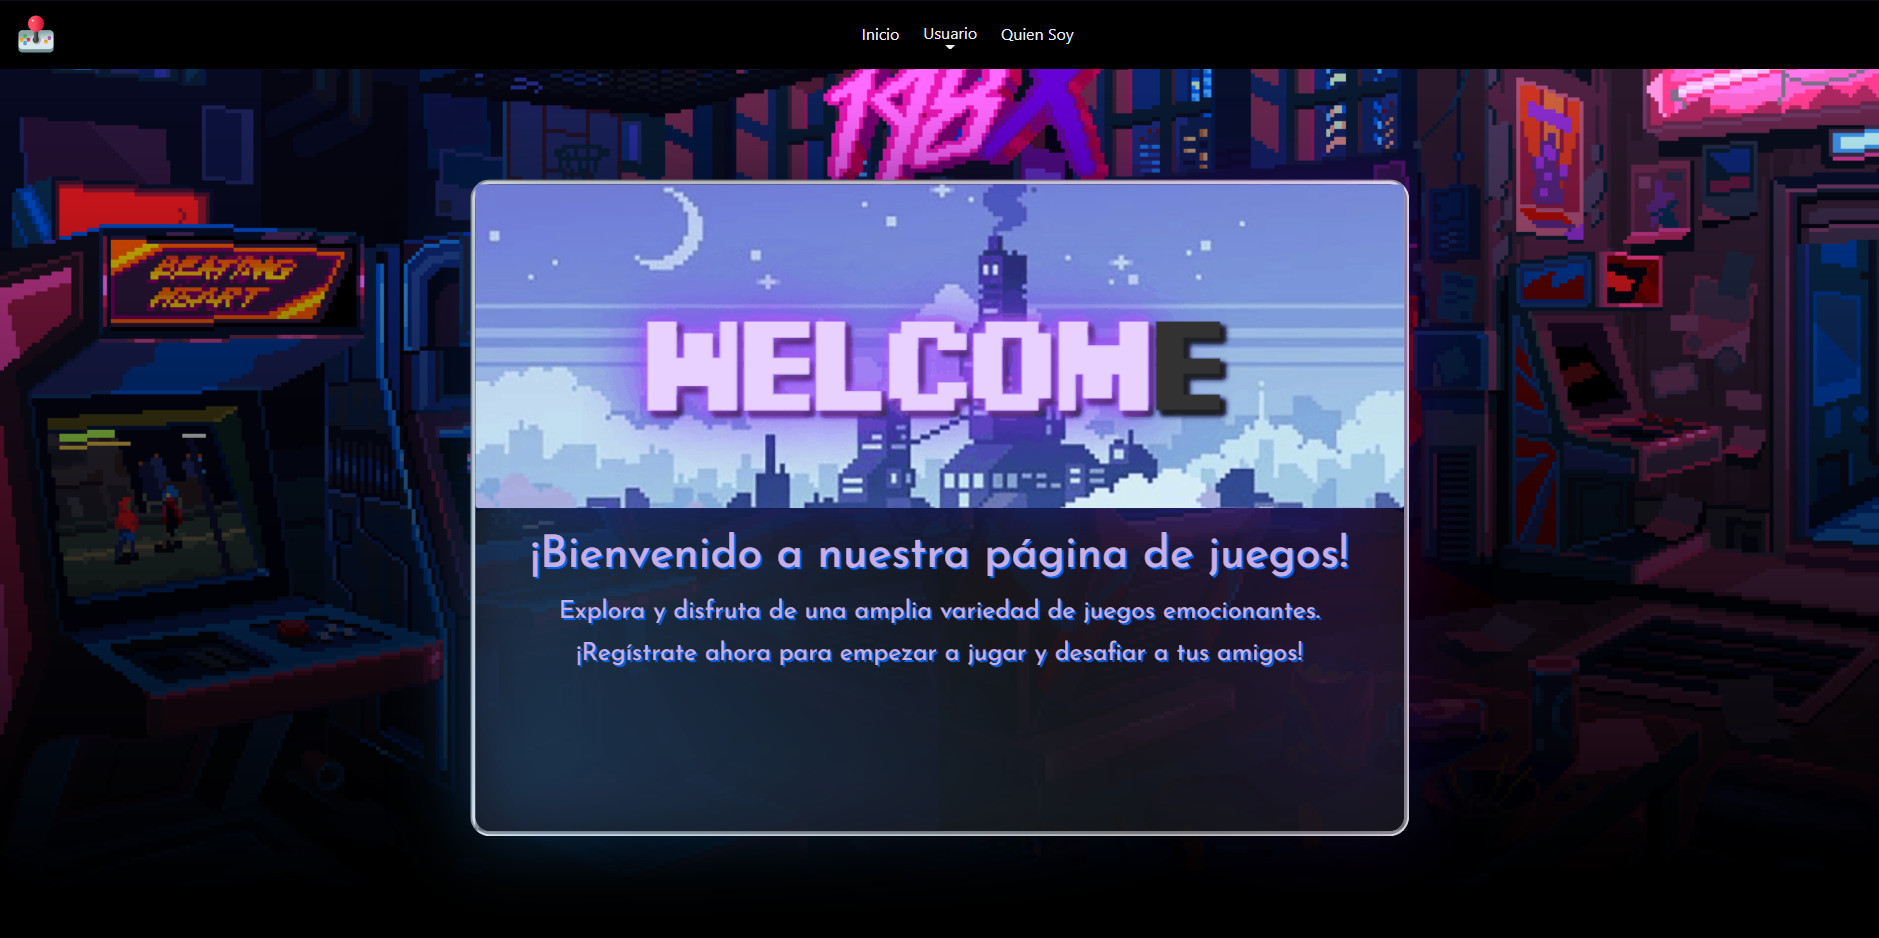 Inicio
Usuario
Quien Soy
198X
BEATING
HEART
WELCOME
¡Bienvenido a nuestra página de juegos!
Explora y disfruta de una amplia variedad de juegos emocionantes.
¡Regístrate ahora para empezar a jugar y desafiar a tus amigos!